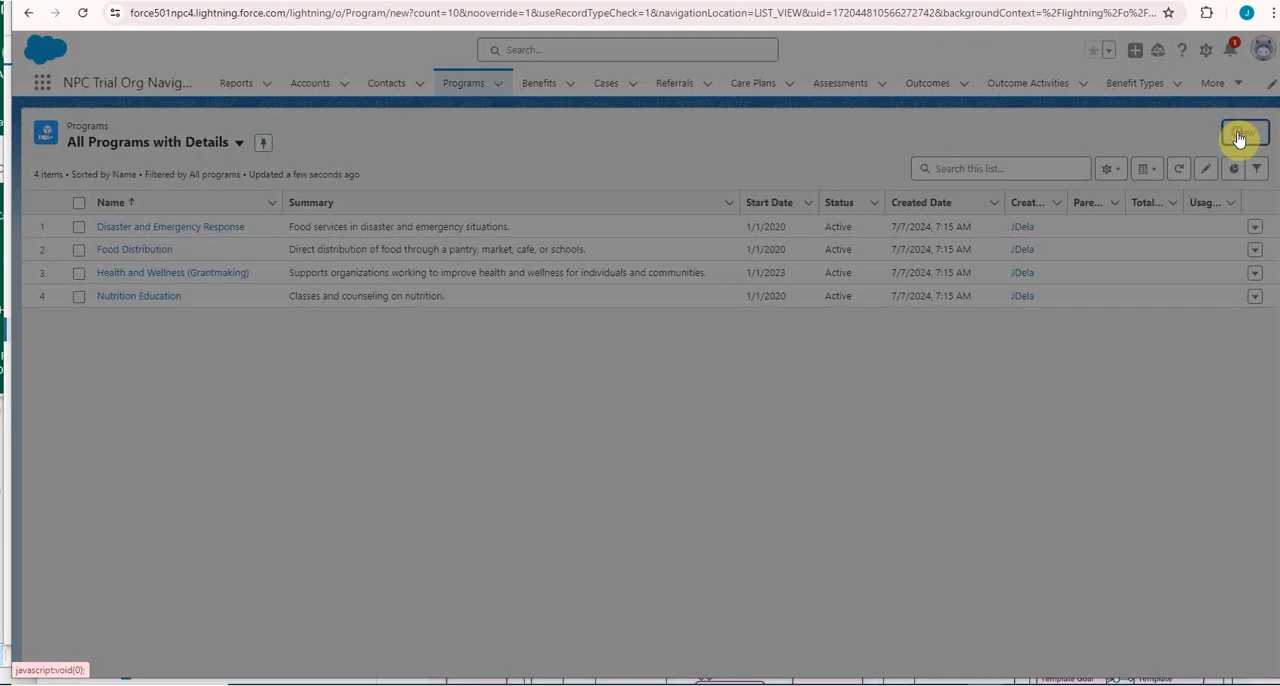 force501npc4.lightning.force.com/lightning/o/Program/new?count=10&nooverride=1&useRecordTypeCheck=1&navigationLocation=LIST_VIEW&uid=172044810566272742&backgroundContext=%2Flightning%2Fo%2F...
J
Search...
1
NPC Trial Org Navig...
Reports
Accounts
Contacts
Programs
Benefits
Cases
Referrals
Care Plans
Assessments
Outcomes
Outcome Activities
Benefit Types
More
Programs
All Programs with Details
4 items • Sorted by Name • Filtered by All programs • Updated a few seconds ago
Search this list...
Name Summary Start Date Status Created Date Creat... Pare... Total... Usag...
1 Disaster and Emergency Response Food services in disaster and emergency situations. 1/1/2020 Active 7/7/2024, 7:15 AM JDela
2 Food Distribution Direct distribution of food through a pantry, market, cafe, or schools. 1/1/2020 Active 7/7/2024, 7:15 AM JDela
3 Health and Wellness (Grantmaking) Supports organizations working to improve health and wellness for individuals and communities. 1/1/2023 Active 7/7/2024, 7:15 AM JDela
4 Nutrition Education Classes and counseling on nutrition. 1/1/2020 Active 7/7/2024, 7:15 AM JDela
javascript:void(0);
Template Goal
Template